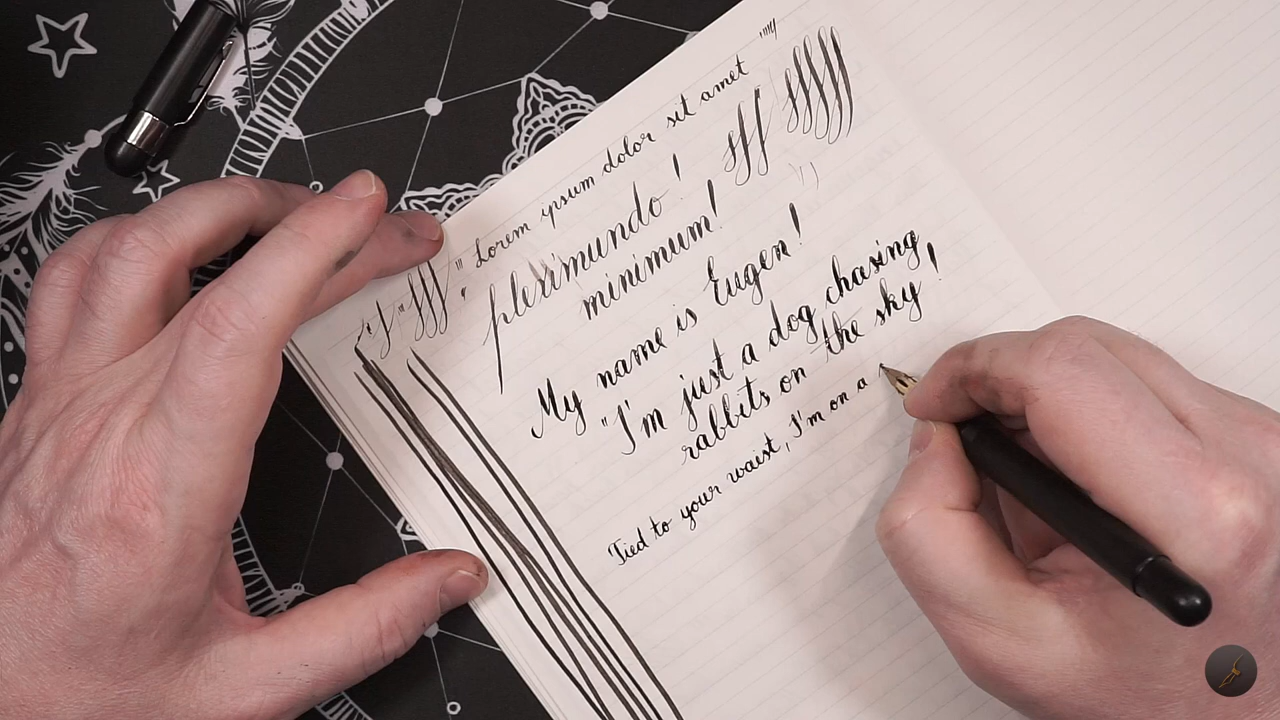 Lorem ipsum dolor sit amet
plerimundo!
minimum!
My name is Eugen!
"I'm just a dog chasing
rabbits on the sky!
Tied to your waist, I'm on a